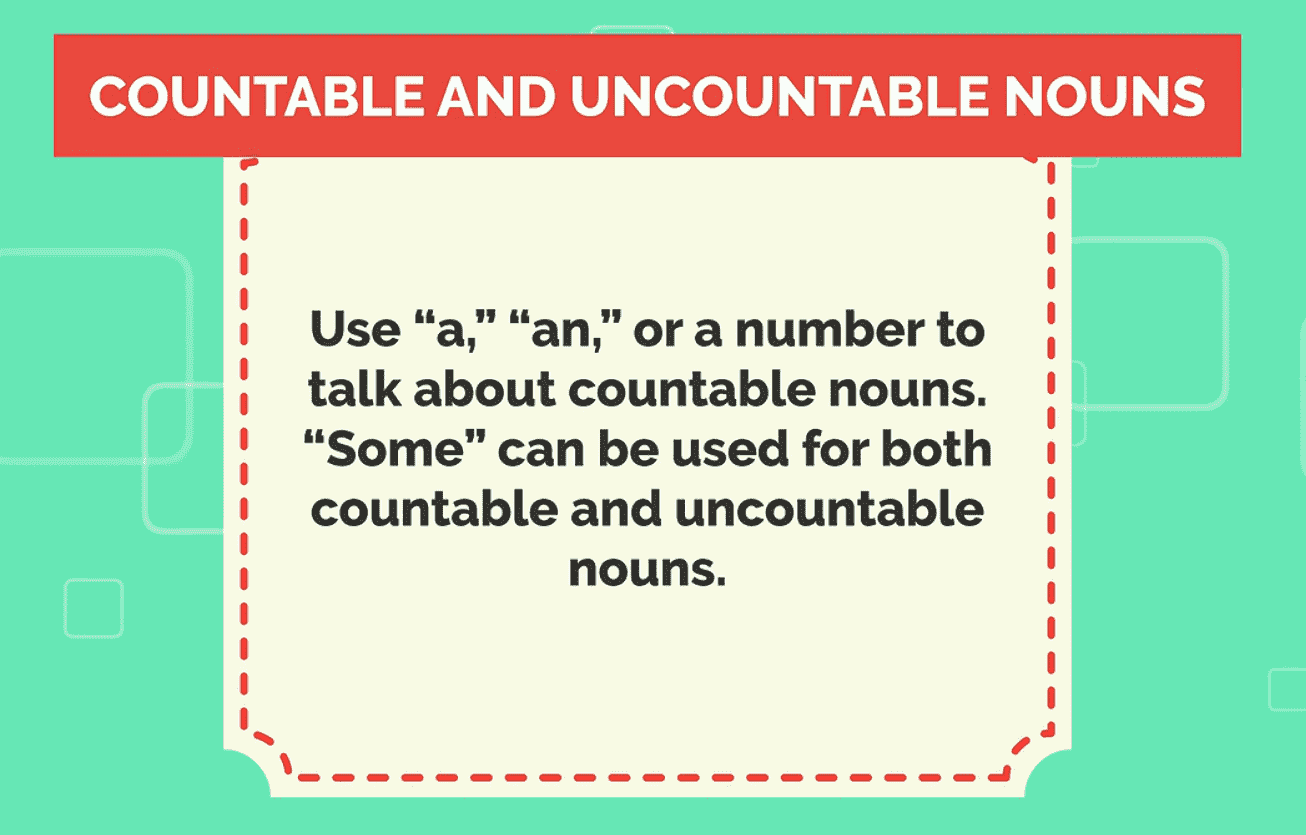 COUNTABLE AND UNCOUNTABLE NOUNS
Use “a,” “an,” or a number to
talk about countable nouns.
“Some” can be used for both
countable and uncountable
nouns.